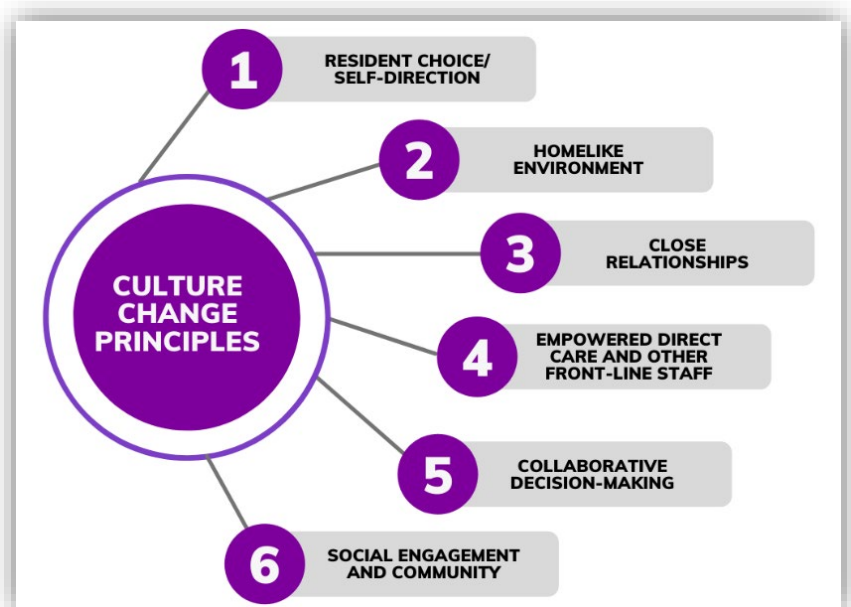 1
RESIDENT CHOICE/
SELF-DIRECTION
2
HOMELIKE
ENVIRONMENT
3
CLOSE
RELATIONSHIPS
CULTURE
CHANGE
PRINCIPLES
4
EMPOWERED DIRECT
CARE AND OTHER
FRONT-LINE STAFF
5
COLLABORATIVE
DECISION-MAKING
6
SOCIAL ENGAGEMENT
AND COMMUNITY